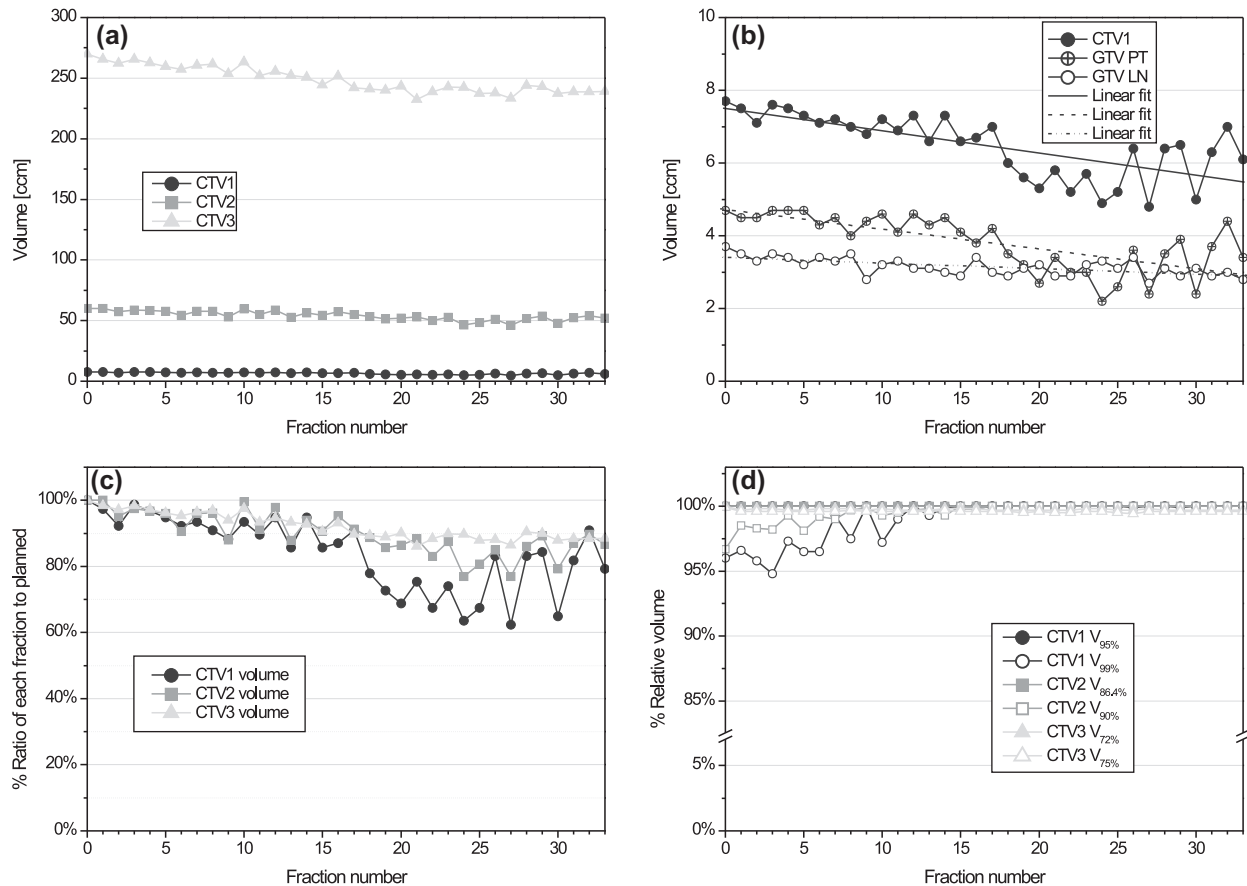 (a)
300
250
200
150
100
50
0
Volume [ccm]
CTV1
CTV2
CTV3
0 5 10 15 20 25 30
Fraction number
(b)
10
8
6
4
2
0
Volume [ccm]
CTV1
GTV PT
GTV LN
Linear fit
Linear fit
Linear fit
0 5 10 15 20 25 30
Fraction number
(c)
100%
80%
60%
40%
20%
0%
% Ratio of each fraction to planned
CTV1 volume
CTV2 volume
CTV3 volume
0 5 10 15 20 25 30
Fraction number
(d)
100%
95%
90%
85%
5%
0%
% Relative volume
CTV1 V95%
CTV1 V99%
CTV2 V86.4%
CTV2 V90%
CTV3 V72%
CTV3 V75%
0 5 10 15 20 25 30
Fraction number